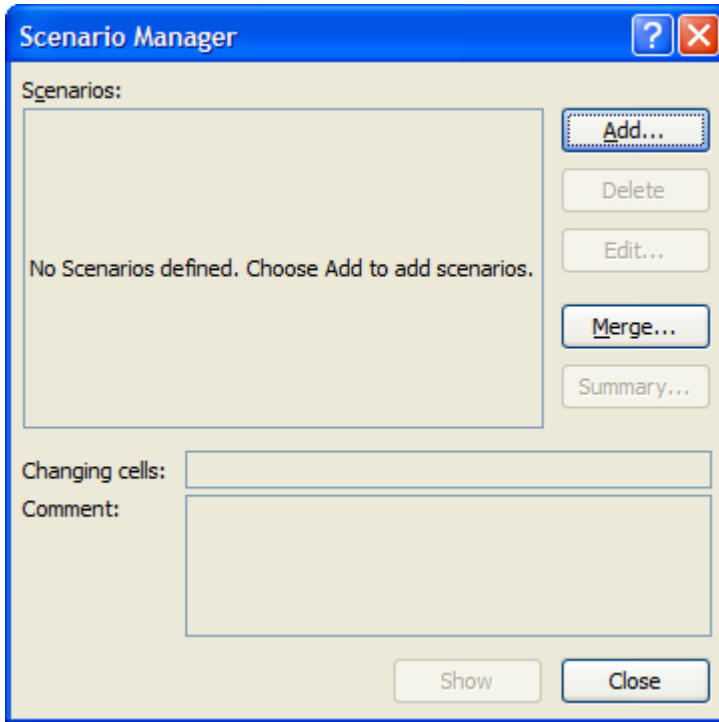 Scenario Manager
Scenarios:
Add...
Delete
No Scenarios defined. Choose Add to add scenarios.
Edit...
Merge...
Summary...
Changing cells:
Comment:
Show
Close